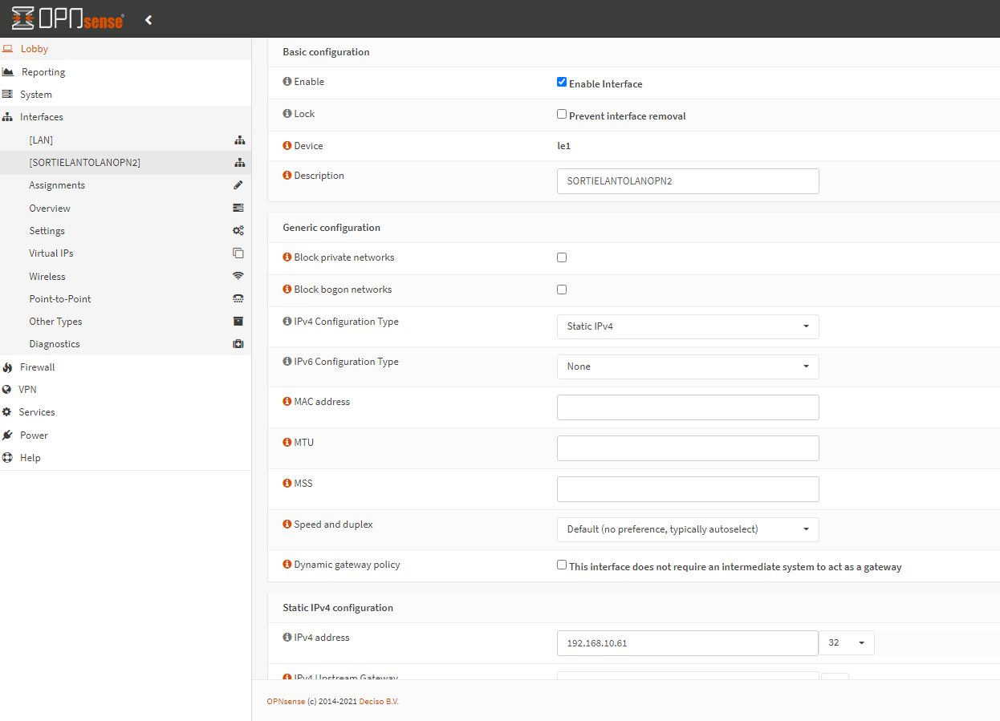 OPNsense®
Lobby
Reporting
System
Interfaces
[LAN]
[SORTIELANTOLANOPN2]
Assignments
Overview
Settings
Virtual IPs
Wireless
Point-to-Point
Other Types
Diagnostics
Firewall
VPN
Services
Power
Help
Basic configuration
Enable
Enable Interface
Lock
Prevent interface removal
Device
le1
Description
SORTIELANTOLANOPN2
Generic configuration
Block private networks
Block bogon networks
IPv4 Configuration Type
Static IPv4
IPv6 Configuration Type
None
MAC address
MTU
MSS
Speed and duplex
Default (no preference, typically autoselect)
Dynamic gateway policy
This interface does not require an intermediate system to act as a gateway
Static IPv4 configuration
IPv4 address
192.168.10.61
32
IPv4 Upstream Gateway
OPNsense (c) 2014-2021 Deciso B.V.